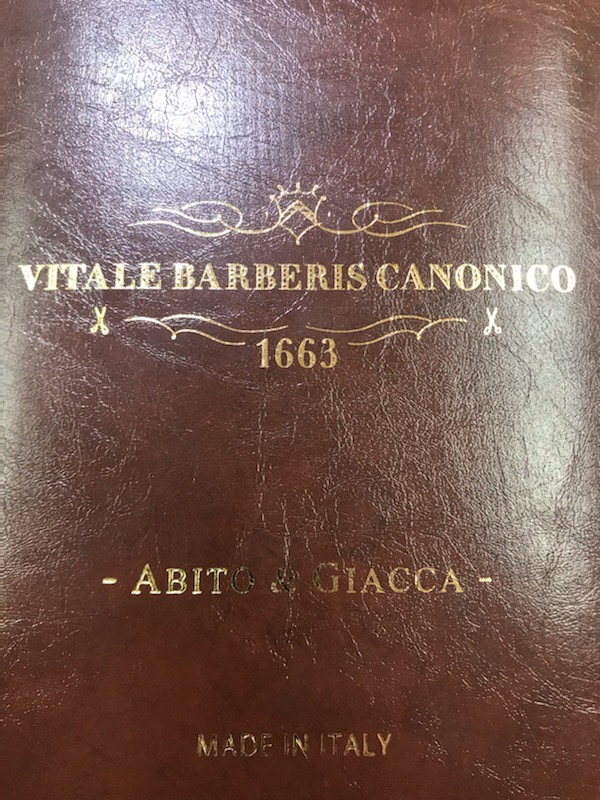 VITALE BARBERIS CANONICO
1663
- ABITO & GIACCA -
MADE IN ITALY